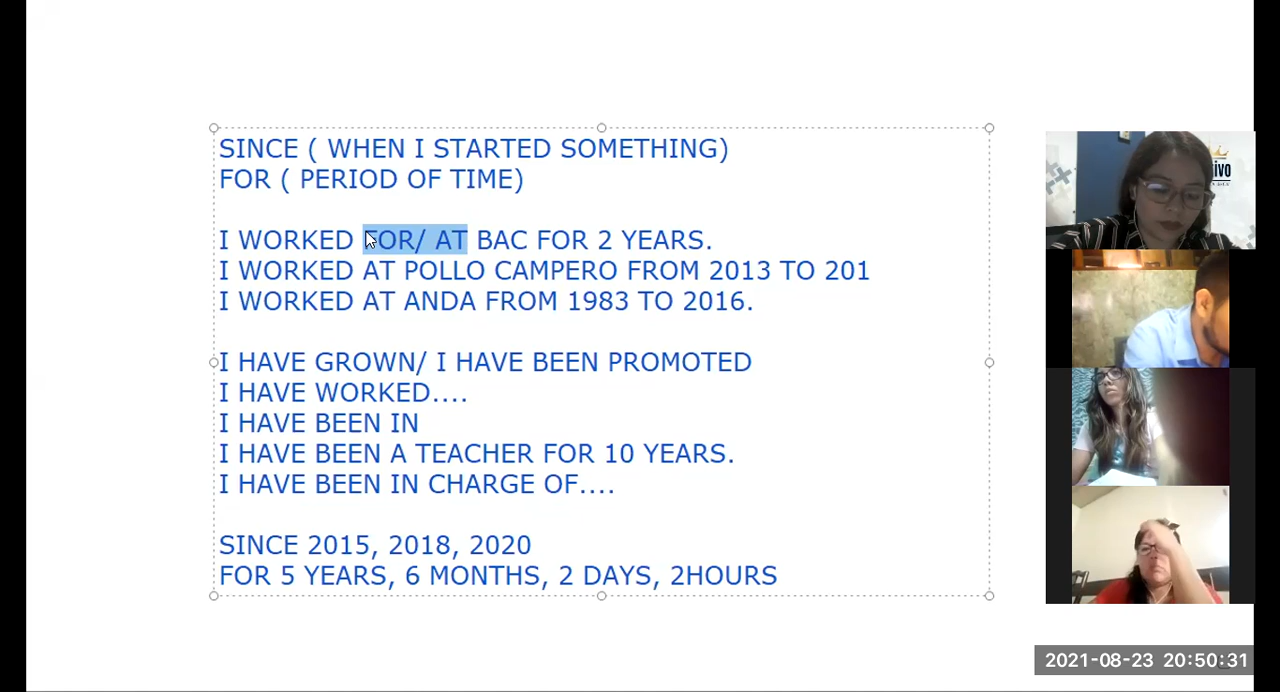 SINCE ( WHEN I STARTED SOMETHING)
FOR ( PERIOD OF TIME)
I WORKED FOR/ AT BAC FOR 2 YEARS.
I WORKED AT POLLO CAMPERO FROM 2013 TO 201
I WORKED AT ANDA FROM 1983 TO 2016.
I HAVE GROWN/ I HAVE BEEN PROMOTED
I HAVE WORKED....
I HAVE BEEN IN
I HAVE BEEN A TEACHER FOR 10 YEARS.
I HAVE BEEN IN CHARGE OF....
SINCE 2015, 2018, 2020
FOR 5 YEARS, 6 MONTHS, 2 DAYS, 2HOURS
2021-08-23 20:50:31